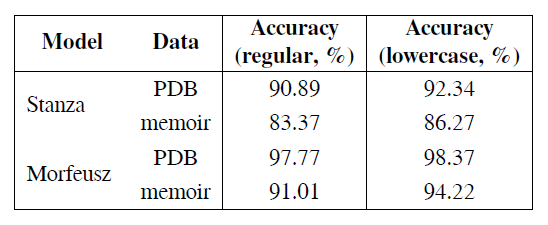 Model Data Accuracy (regular, %) Accuracy (lowercase, %)
Stanza PDB 90.89 92.34
memoir 83.37 86.27
Morfeusz PDB 97.77 98.37
memoir 91.01 94.22